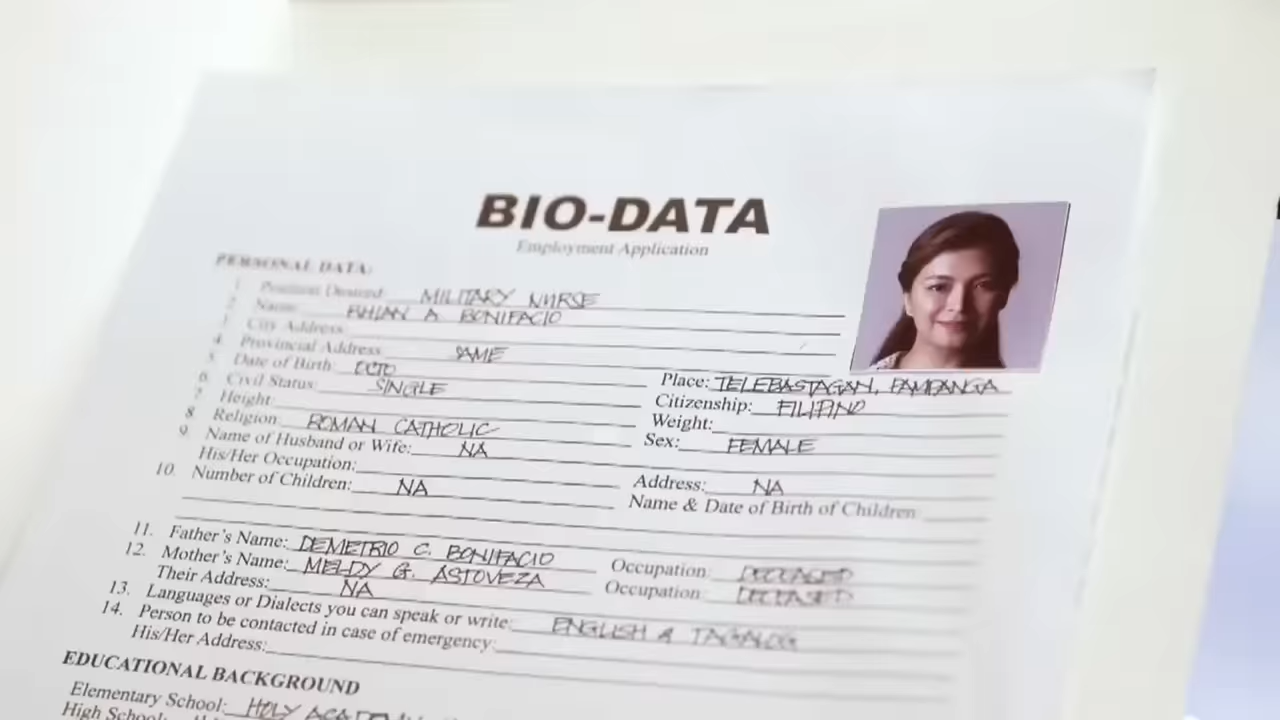 BIO-DATA
Employment Application
PERSONAL DATA:
1. Position Desired: MILITARY NURSE
2. Name: RHIAN A BONIFACIO
3. City Address:
4. Provincial Address: SAME
5. Date of Birth: OCTO Place: TELEBASTAGAN, PAMPANGA
6. Civil Status: SINGLE Citizenship: FILIPINO
7. Height: Weight:
8. Religion: ROMAN CATHOLIC Sex: FEMALE
9. Name of Husband or Wife: NA
His/Her Occupation: Address: NA
10. Number of Children: NA Name & Date of Birth of Children:
11. Father's Name: DEMETRIO C. BONIFACIO Occupation: DECEASED
12. Mother's Name: MELDY G. ASTOVEZA Occupation: DECEASED
Their Address: NA
13. Languages or Dialects you can speak or write: ENGLISH & TAGALOG
14. Person to be contacted in case of emergency:
His/Her Address:
EDUCATIONAL BACKGROUND
Elementary School: HOLY
High School: